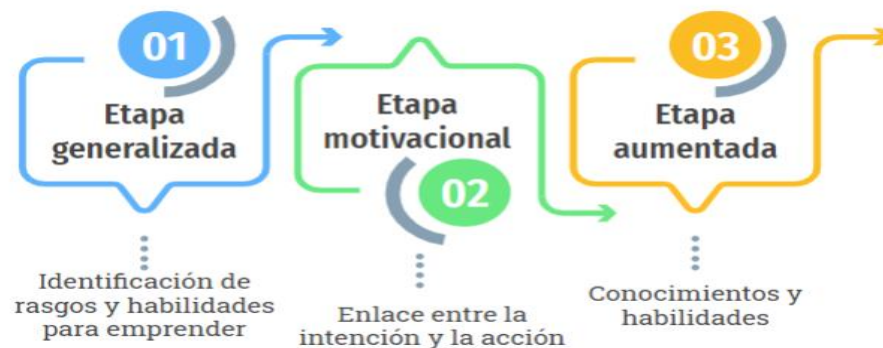 01
Etapa
generalizada
Identificación de
rasgos y habilidades
para emprender
Etapa
motivacional
02
Enlace entre la
intención y la acción
03
Etapa
aumentada
Conocimientos y
habilidades